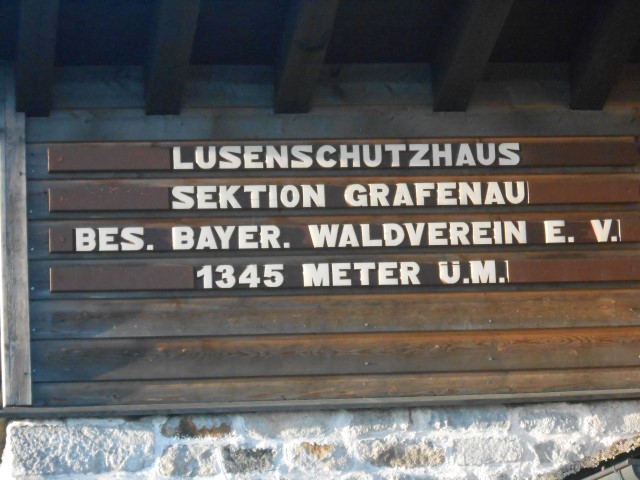 LUSENSCHUTZHAUS
SEKTION GRAFENAU
BES. BAYER. WALDVEREIN E. V.
1345 METER Ü.M.